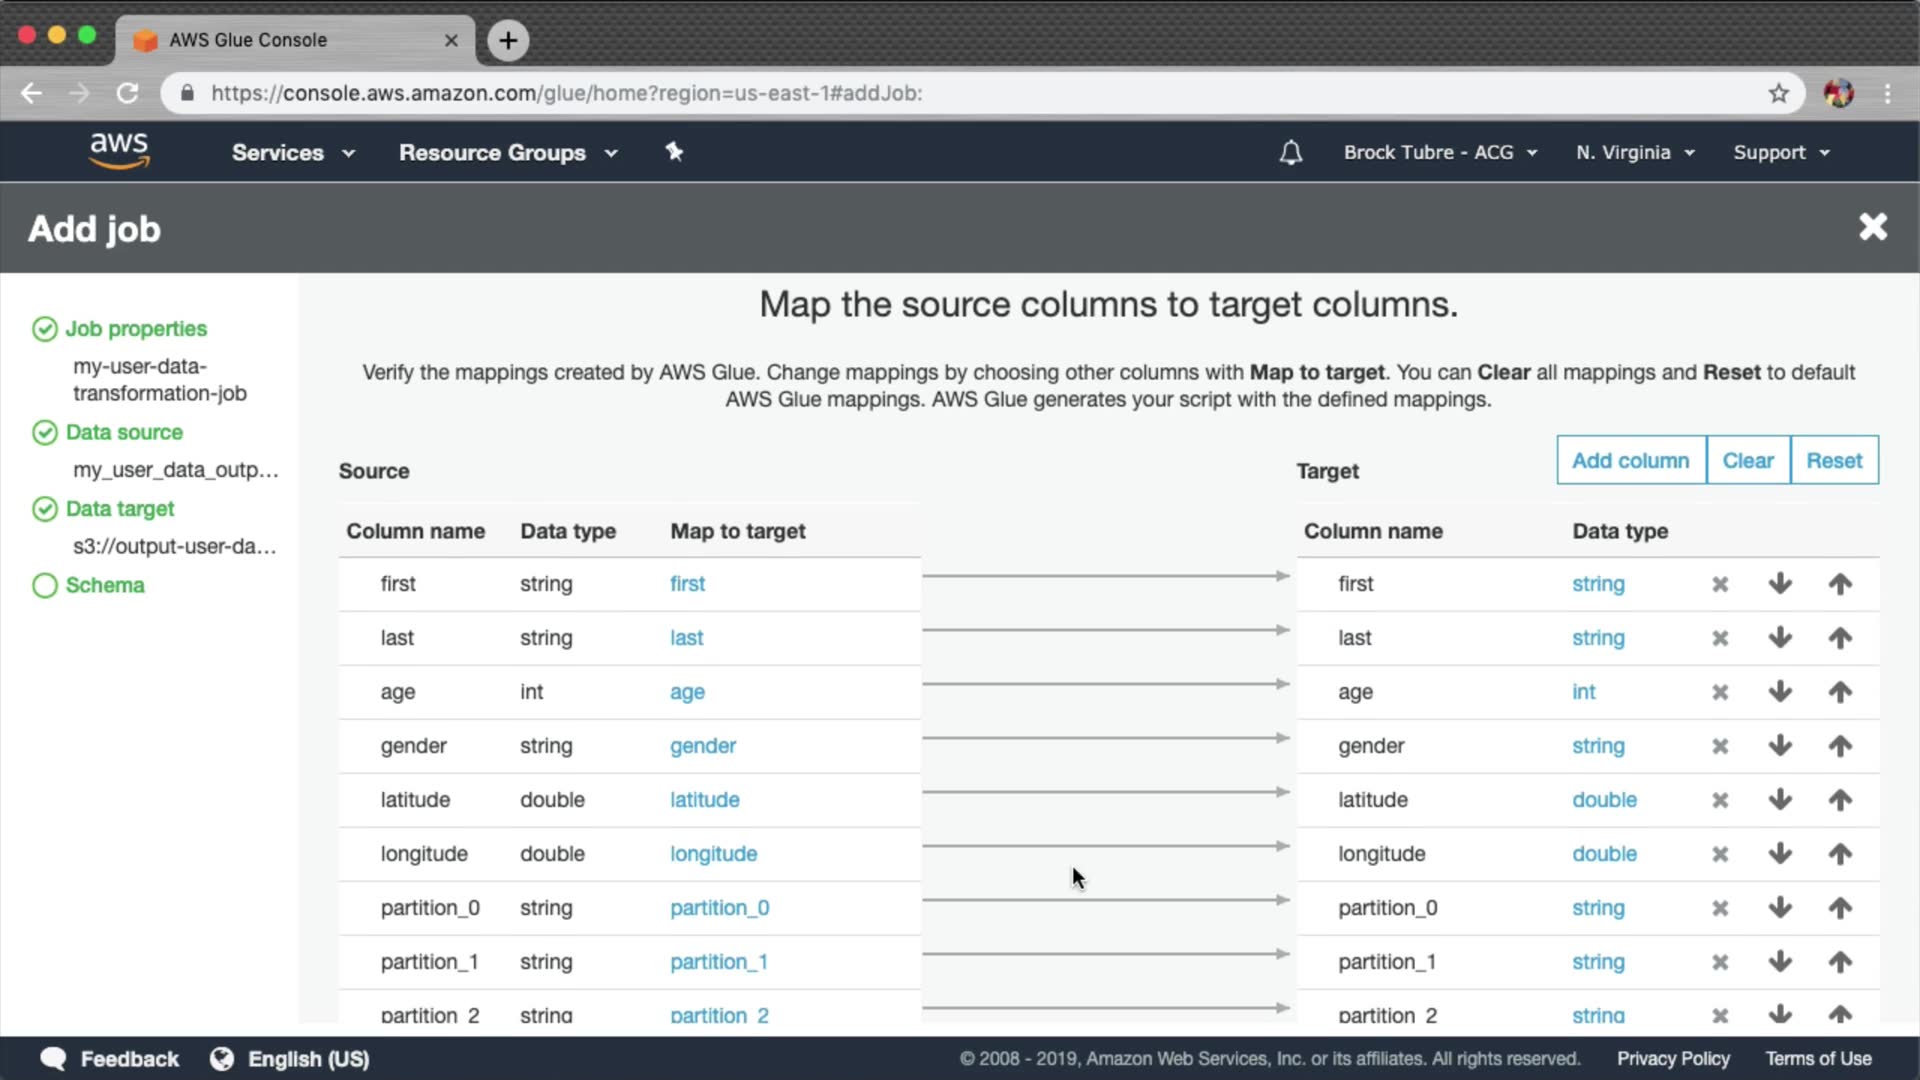 AWS Glue Console
https://console.aws.amazon.com/glue/home?region=us-east-1#addJob:
aws Services Resource Groups Brock Tubre - ACG N. Virginia Support
Add job
Job properties
my-user-data-
transformation-job
Data source
my_user_data_outp...
Data target
s3://output-user-da...
Schema
Map the source columns to target columns.
Verify the mappings created by AWS Glue. Change mappings by choosing other columns with Map to target. You can Clear all mappings and Reset to default
AWS Glue mappings. AWS Glue generates your script with the defined mappings.
Add column Clear Reset
Source Target
Column name Data type Map to target Column name Data type
first string first first string
last string last last string
age int age age int
gender string gender gender string
latitude double latitude latitude double
longitude double longitude longitude double
partition_0 string partition_0 partition_0 string
partition_1 string partition_1 partition_1 string
partition_2 string partition_2 partition_2 string
Feedback English (US) © 2008 - 2019, Amazon Web Services, Inc. or its affiliates. All rights reserved. Privacy Policy Terms of Use